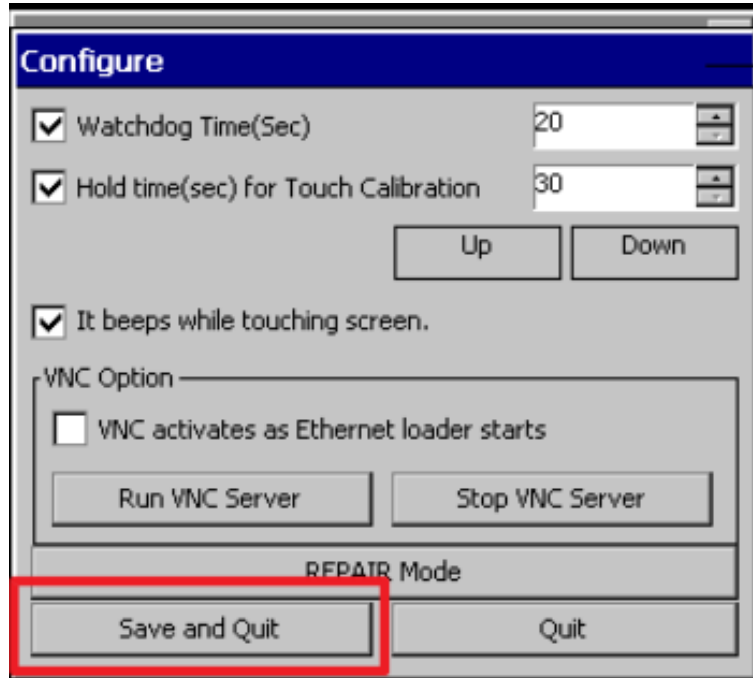 Configure
Watchdog Time(Sec) 20
Hold time(sec) for Touch Calibration 30
Up Down
It beeps while touching screen.
VNC Option
VNC activates as Ethernet loader starts
Run VNC Server Stop VNC Server
REPAIR Mode
Save and Quit Quit